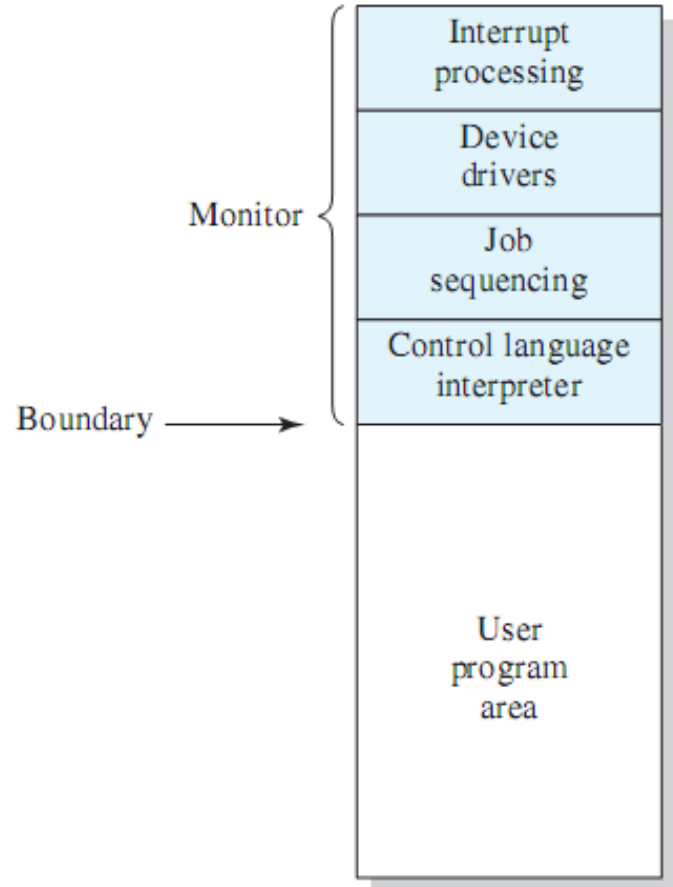 Interrupt
processing
Device
drivers
Monitor
Job
sequencing
Control language
interpreter
Boundary
User
program
area